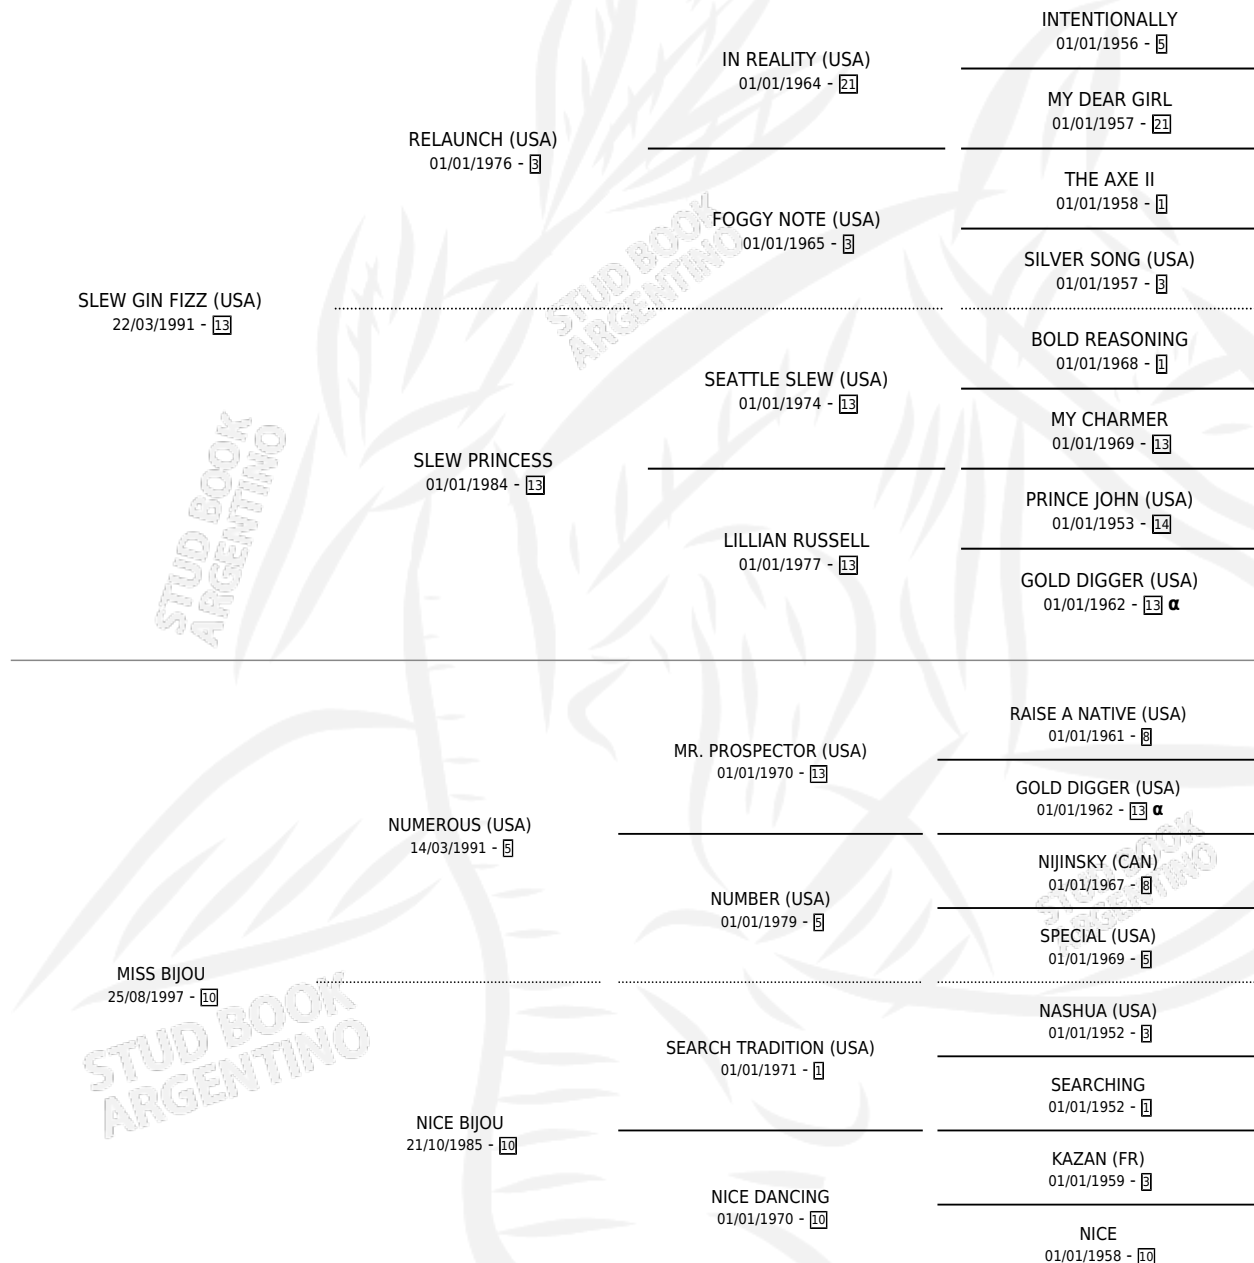 INTENTIONALLY
01/01/1956 - 5
IN REALITY (USA)
01/01/1964 - 21
MY DEAR GIRL
01/01/1957 - 21
RELAUNCH (USA)
01/01/1976 - 3
THE AXE II
01/01/1958 - 1
FOGGY NOTE (USA)
01/01/1965 - 3
SILVER SONG (USA)
01/01/1957 - 3
SLEW GIN FIZZ (USA)
22/03/1991 - 13
BOLD REASONING
01/01/1968 - 1
SEATTLE SLEW (USA)
01/01/1974 - 13
MY CHARMER
01/01/1969 - 13
SLEW PRINCESS
01/01/1984 - 13
PRINCE JOHN (USA)
01/01/1953 - 14
LILLIAN RUSSELL
01/01/1977 - 13
GOLD DIGGER (USA)
01/01/1962 - 13 α
RAISE A NATIVE (USA)
01/01/1961 - 8
MR. PROSPECTOR (USA)
01/01/1970 - 13
GOLD DIGGER (USA)
01/01/1962 - 13 α
NUMEROUS (USA)
14/03/1991 - 5
NIJINSKY (CAN)
01/01/1967 - 8
NUMBER (USA)
01/01/1979 - 5
SPECIAL (USA)
01/01/1969 - 5
MISS BIJOU
25/08/1997 - 10
NASHUA (USA)
01/01/1952 - 3
SEARCH TRADITION (USA)
01/01/1971 - 1
SEARCHING
01/01/1952 - 1
NICE BIJOU
21/10/1985 - 10
KAZAN (FR)
01/01/1959 - 3
NICE DANCING
01/01/1970 - 10
NICE
01/01/1958 - 10
STUD BOOK
ARGENTINO
STUD BOOK
ARGENTINO
STUD BOOK
ARGENTINO
STUD BOOK
ARGENTINO